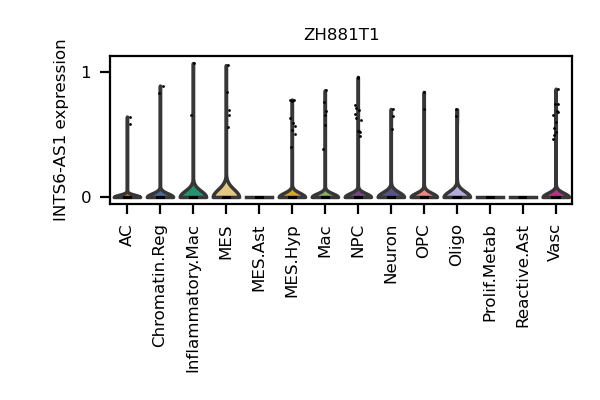 ZH881T1
INTS6-AS1 expression
1
0
AC
Chromatin.Reg
Inflammatory.Mac
MES
MES.Ast
MES.Hyp
Mac
NPC
Neuron
OPC
Oligo
Prolif.Metab
Reactive.Ast
Vasc